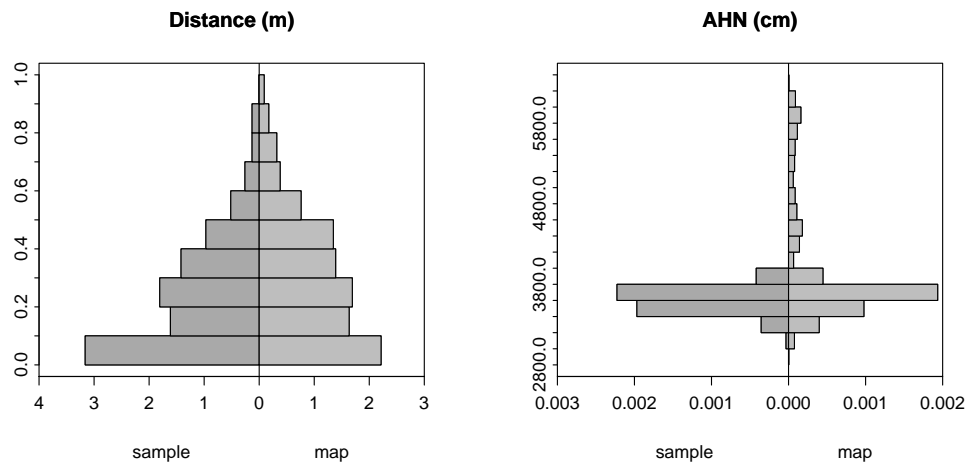 Distance (m)
0.0 0.2 0.4 0.6 0.8 1.0
4 3 2 1 0 1 2 3
sample map
AHN (cm)
2800.0 3800.0 4800.0 5800.0
0.003 0.002 0.001 0.000 0.001 0.002
sample map